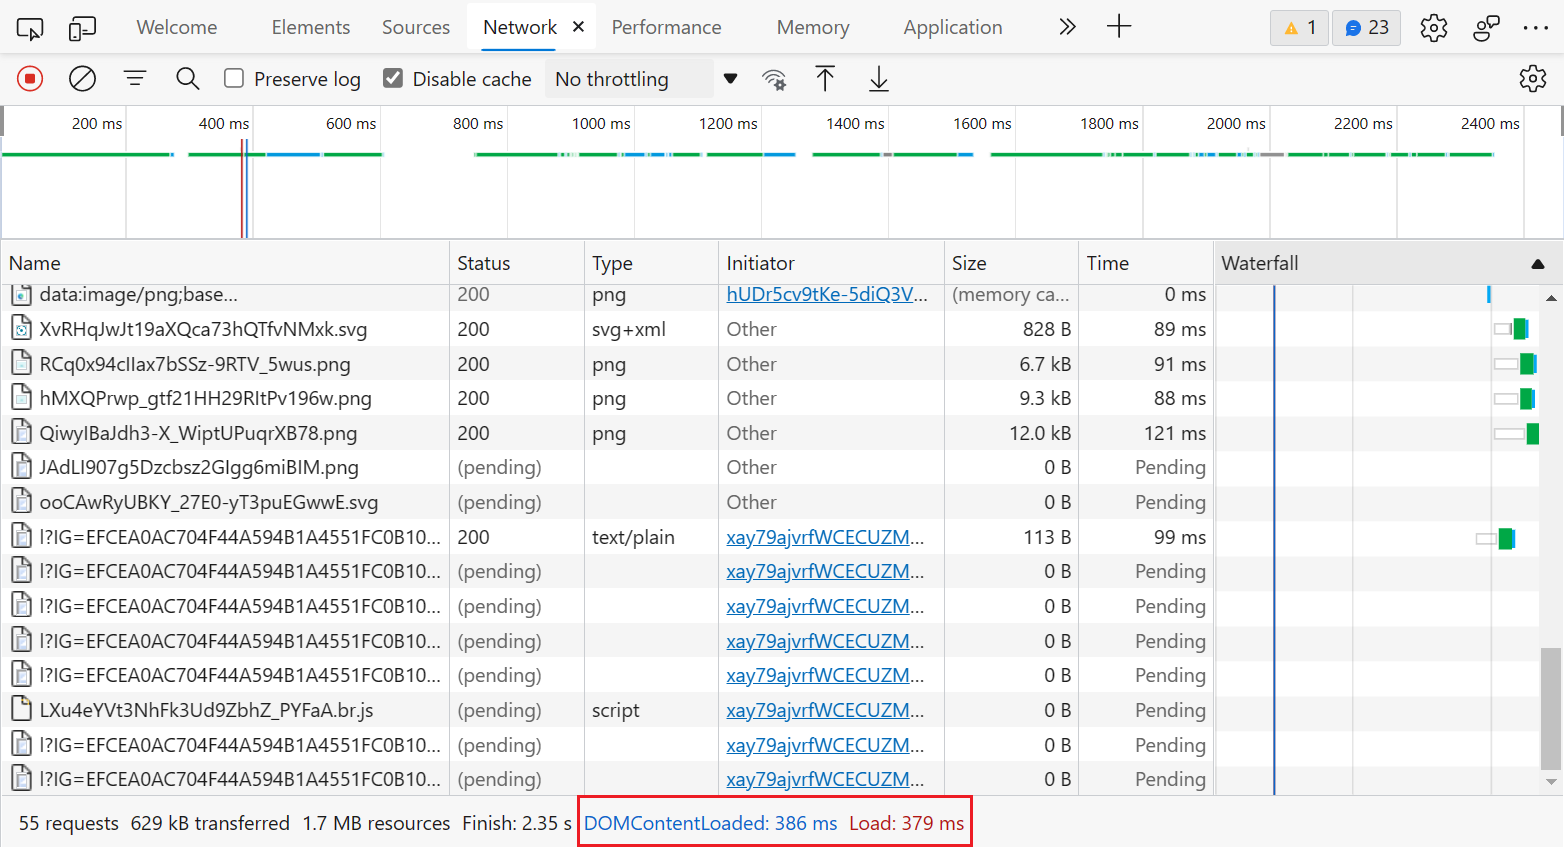 Welcome Elements Sources Network × Performance Memory Application 1 23
Preserve log Disable cache No throttling
200 ms 400 ms 600 ms 800 ms 1000 ms 1200 ms 1400 ms 1600 ms 1800 ms 2000 ms 2200 ms 2400 ms
Name Status Type Initiator Size Time Waterfall
data:image/png;base... 200 png hUDr5cv9tKe-5diQ3V... (memory ca... 0 ms
XvRHqJwJt19aXQca73hQTfvNMxk.svg 200 svg+xml Other 828 B 89 ms
RCq0x94cIIax7bSSz-9RTV_5wus.png 200 png Other 6.7 kB 91 ms
hMXQPrwp_gtf21HH29RltPv196w.png 200 png Other 9.3 kB 88 ms
QiwyIBaJdh3-X_WiptUPuqrXB78.png 200 png Other 12.0 kB 121 ms
JAdLI907g5Dzcbsz2GIgg6miBIM.png (pending) Other 0 B Pending
ooCAwRyUBKY_27E0-yT3puEGwwE.svg (pending) Other 0 B Pending
l?IG=EFCEA0AC704F44A594B1A4551FC0B10... 200 text/plain xay79ajvrfWCECUZM... 113 B 99 ms
l?IG=EFCEA0AC704F44A594B1A4551FC0B10... (pending) xay79ajvrfWCECUZM... 0 B Pending
l?IG=EFCEA0AC704F44A594B1A4551FC0B10... (pending) xay79ajvrfWCECUZM... 0 B Pending
l?IG=EFCEA0AC704F44A594B1A4551FC0B10... (pending) xay79ajvrfWCECUZM... 0 B Pending
l?IG=EFCEA0AC704F44A594B1A4551FC0B10... (pending) xay79ajvrfWCECUZM... 0 B Pending
LXu4eYVt3NhFk3Ud9ZbhZ_PYFaA.br.js (pending) script xay79ajvrfWCECUZM... 0 B Pending
l?IG=EFCEA0AC704F44A594B1A4551FC0B10... (pending) xay79ajvrfWCECUZM... 0 B Pending
l?IG=EFCEA0AC704F44A594B1A4551FC0B10... (pending) xay79ajvrfWCECUZM... 0 B Pending
55 requests 629 kB transferred 1.7 MB resources Finish: 2.35 s DOMContentLoaded: 386 ms Load: 379 ms